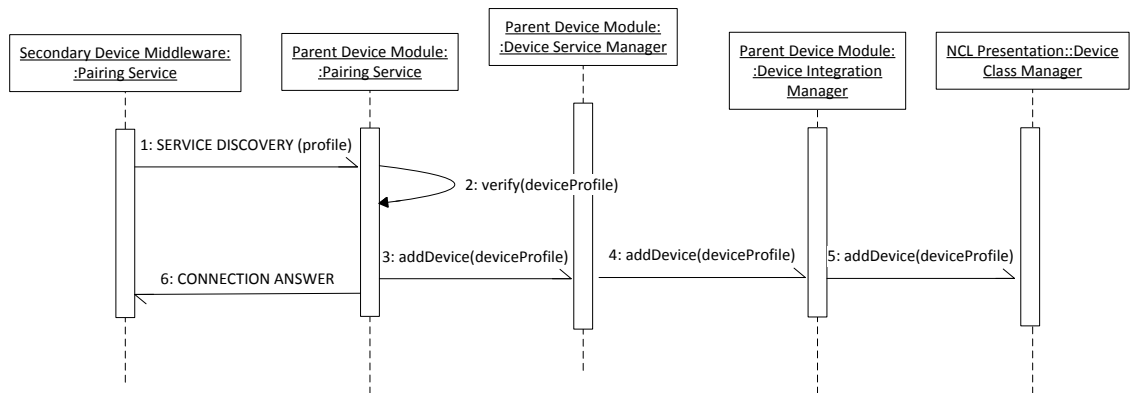 Secondary Device Middleware:
:Pairing Service
Parent Device Module:
:Pairing Service
Parent Device Module:
:Device Service Manager
Parent Device Module:
:Device Integration
Manager
NCL Presentation::Device
Class Manager
1: SERVICE DISCOVERY (profile)
2: verify(deviceProfile)
3: addDevice(deviceProfile)
4: addDevice(deviceProfile)
5: addDevice(deviceProfile)
6: CONNECTION ANSWER